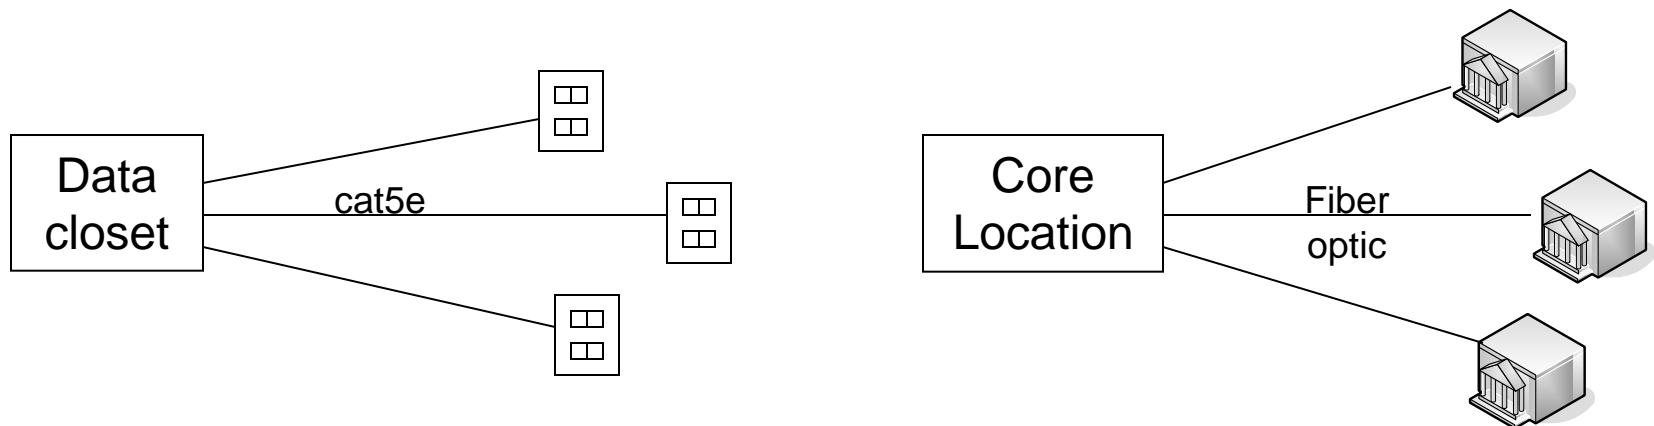 Data
closet
cat5e
Core
Location
Fiber
optic